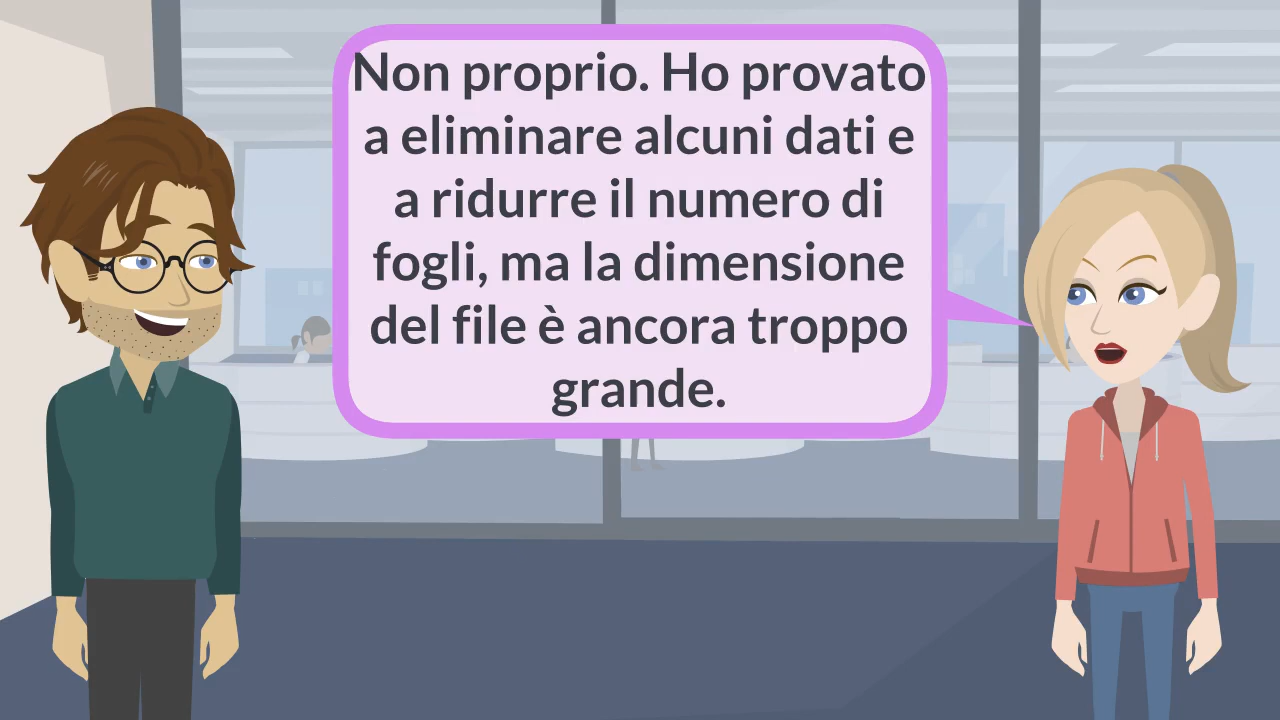 Non proprio. Ho provato
a eliminare alcuni dati e
a ridurre il numero di
fogli, ma la dimensione
del file è ancora troppo
grande.